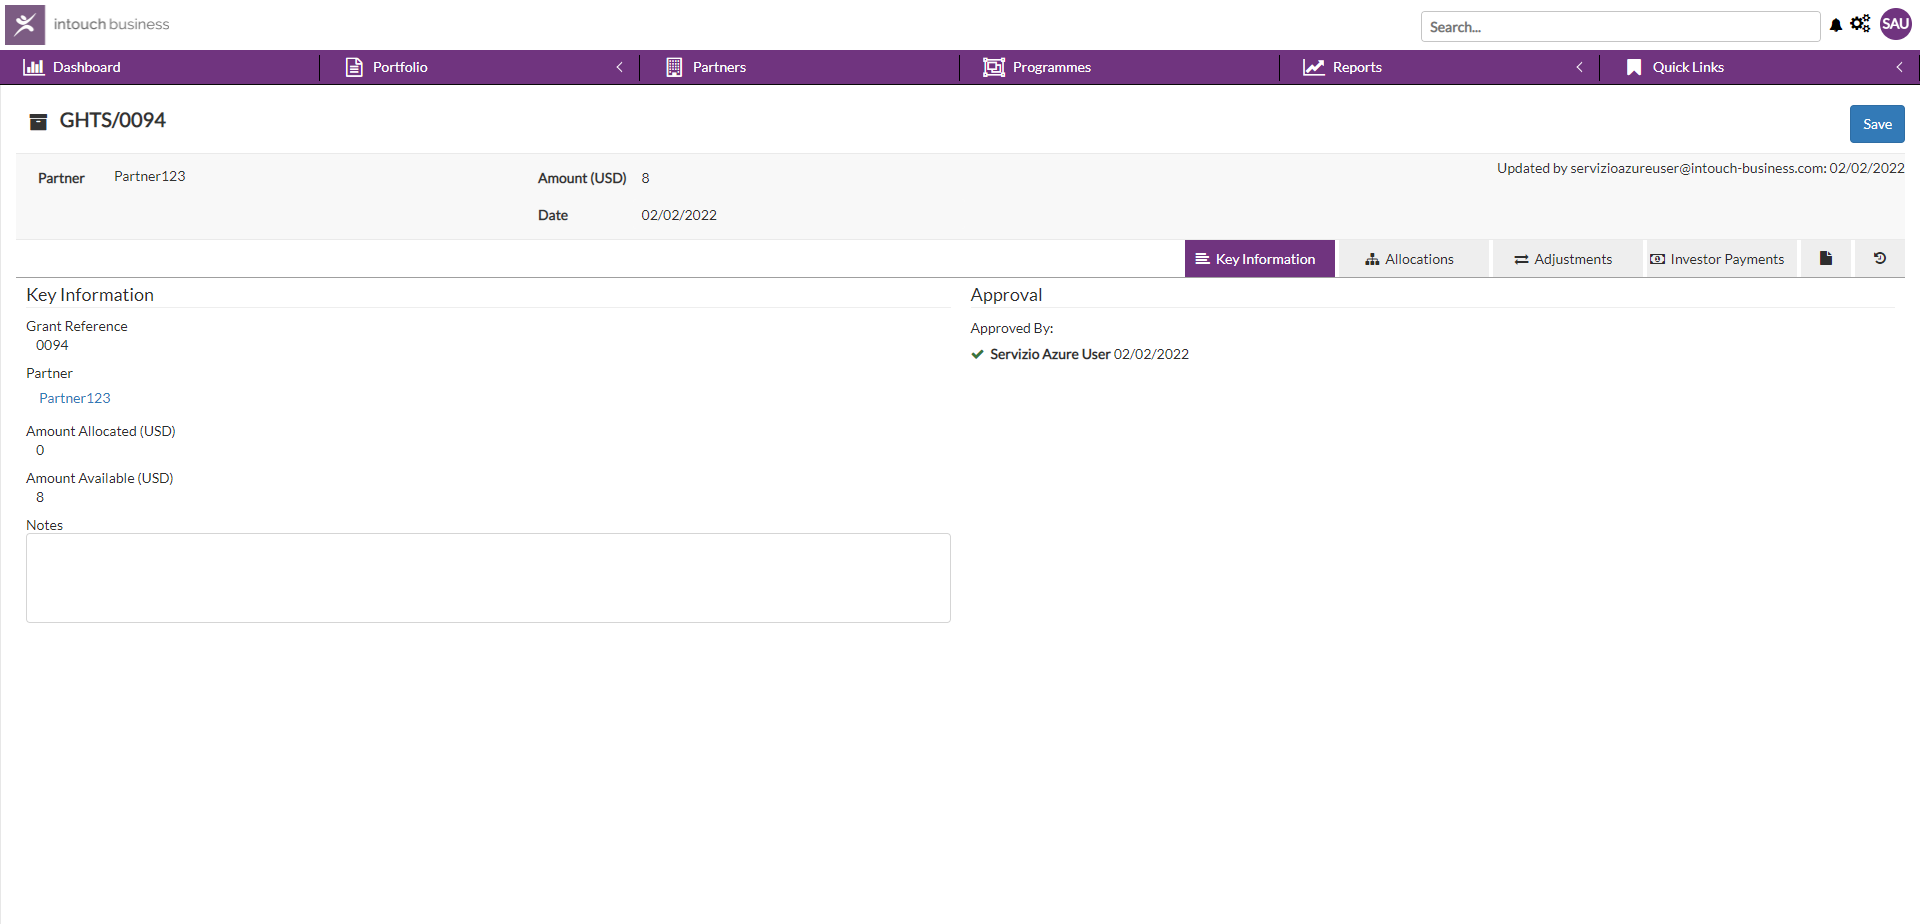 intouch business
Search...
SAU
Dashboard
Portfolio
Partners
Programmes
Reports
Quick Links
GHTS/0094
Save
Partner Partner123
Amount (USD) 8
Date 02/02/2022
Updated by servizioazureuser@intouch-business.com: 02/02/2022
Key Information
Allocations
Adjustments
Investor Payments
Key Information
Grant Reference
0094
Partner
Partner123
Amount Allocated (USD)
0
Amount Available (USD)
8
Notes
Approval
Approved By:
Servizio Azure User 02/02/2022